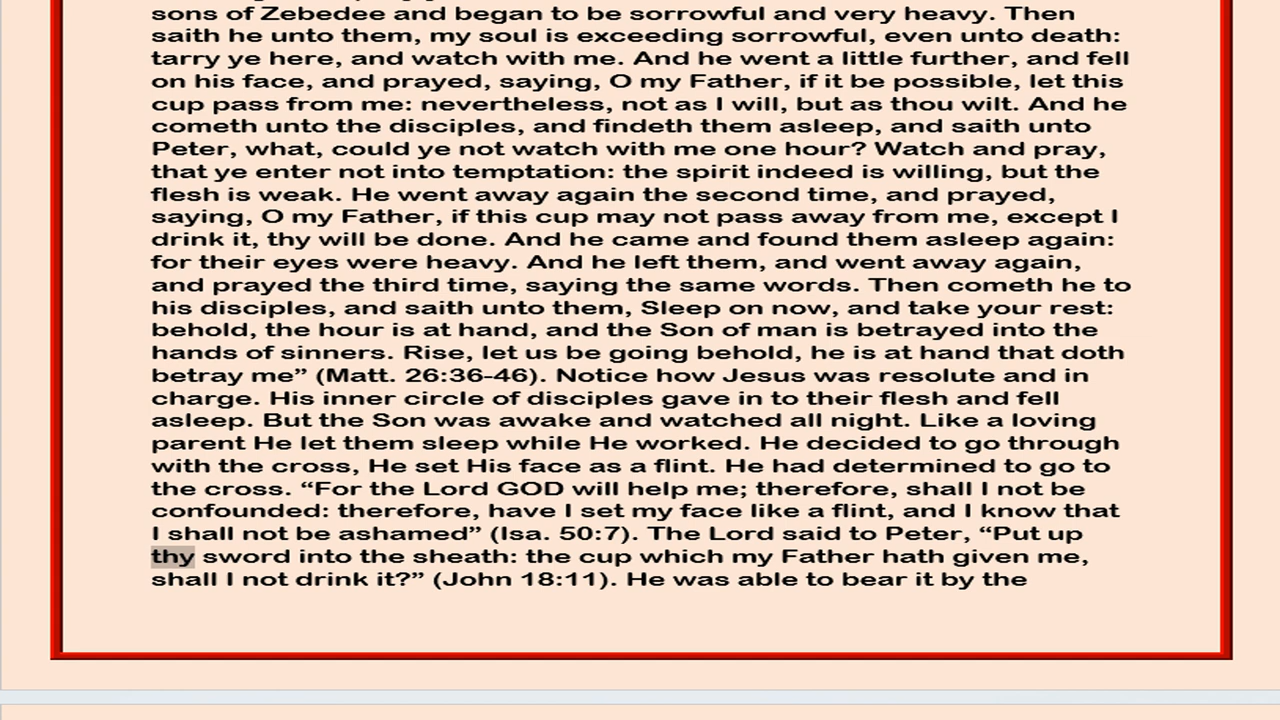 sons of Zebedee and began to be sorrowful and very heavy. Then
saith he unto them, my soul is exceeding sorrowful, even unto death:
tarry ye here, and watch with me. And he went a little further, and fell
on his face, and prayed, saying, O my Father, if it be possible, let this
cup pass from me: nevertheless, not as I will, but as thou wilt. And he
cometh unto the disciples, and findeth them asleep, and saith unto
Peter, what, could ye not watch with me one hour? Watch and pray,
that ye enter not into temptation: the spirit indeed is willing, but the
flesh is weak. He went away again the second time, and prayed,
saying, O my Father, if this cup may not pass away from me, except I
drink it, thy will be done. And he came and found them asleep again:
for their eyes were heavy. And he left them, and went away again,
and prayed the third time, saying the same words. Then cometh he to
his disciples, and saith unto them, Sleep on now, and take your rest:
behold, the hour is at hand, and the Son of man is betrayed into the
hands of sinners. Rise, let us be going behold, he is at hand that doth
betray me” (Matt. 26:36-46). Notice how Jesus was resolute and in
charge. His inner circle of disciples gave in to their flesh and fell
asleep. But the Son was awake and watched all night. Like a loving
parent He let them sleep while He worked. He decided to go through
with the cross, He set His face as a flint. He had determined to go to
the cross. “For the Lord GOD will help me; therefore, shall I not be
confounded: therefore, have I set my face like a flint, and I know that
I shall not be ashamed” (Isa. 50:7). The Lord said to Peter, “Put up
thy sword into the sheath: the cup which my Father hath given me,
shall I not drink it?” (John 18:11). He was able to bear it by the